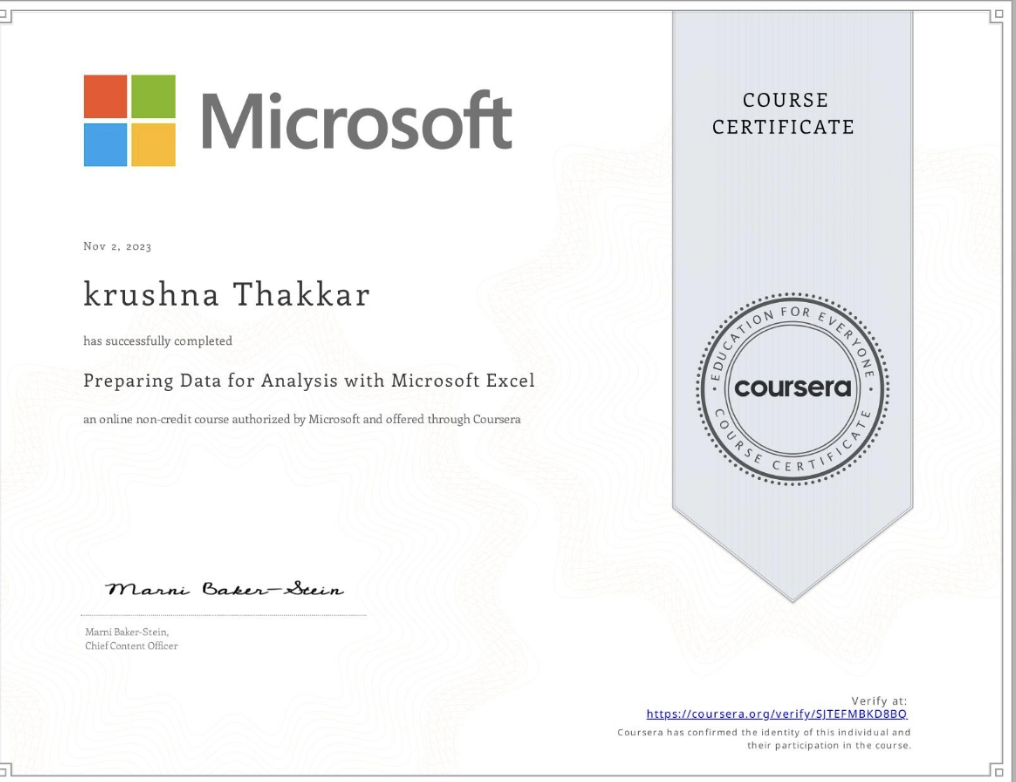 Microsoft
COURSE
CERTIFICATE
Nov 2, 2023
krushna Thakkar
has successfully completed
Preparing Data for Analysis with Microsoft Excel
an online non-credit course authorized by Microsoft and offered through Coursera
EDUCATION FOR EVERYONE
coursera
COURSE CERTIFICATE
Marni Baker-Stein
Marni Baker-Stein,
Chief Content Officer
Verify at:
https://coursera.org/verify/SJTEFMBKD8BQ
Coursera has confirmed the identity of this individual and
their participation in the course.